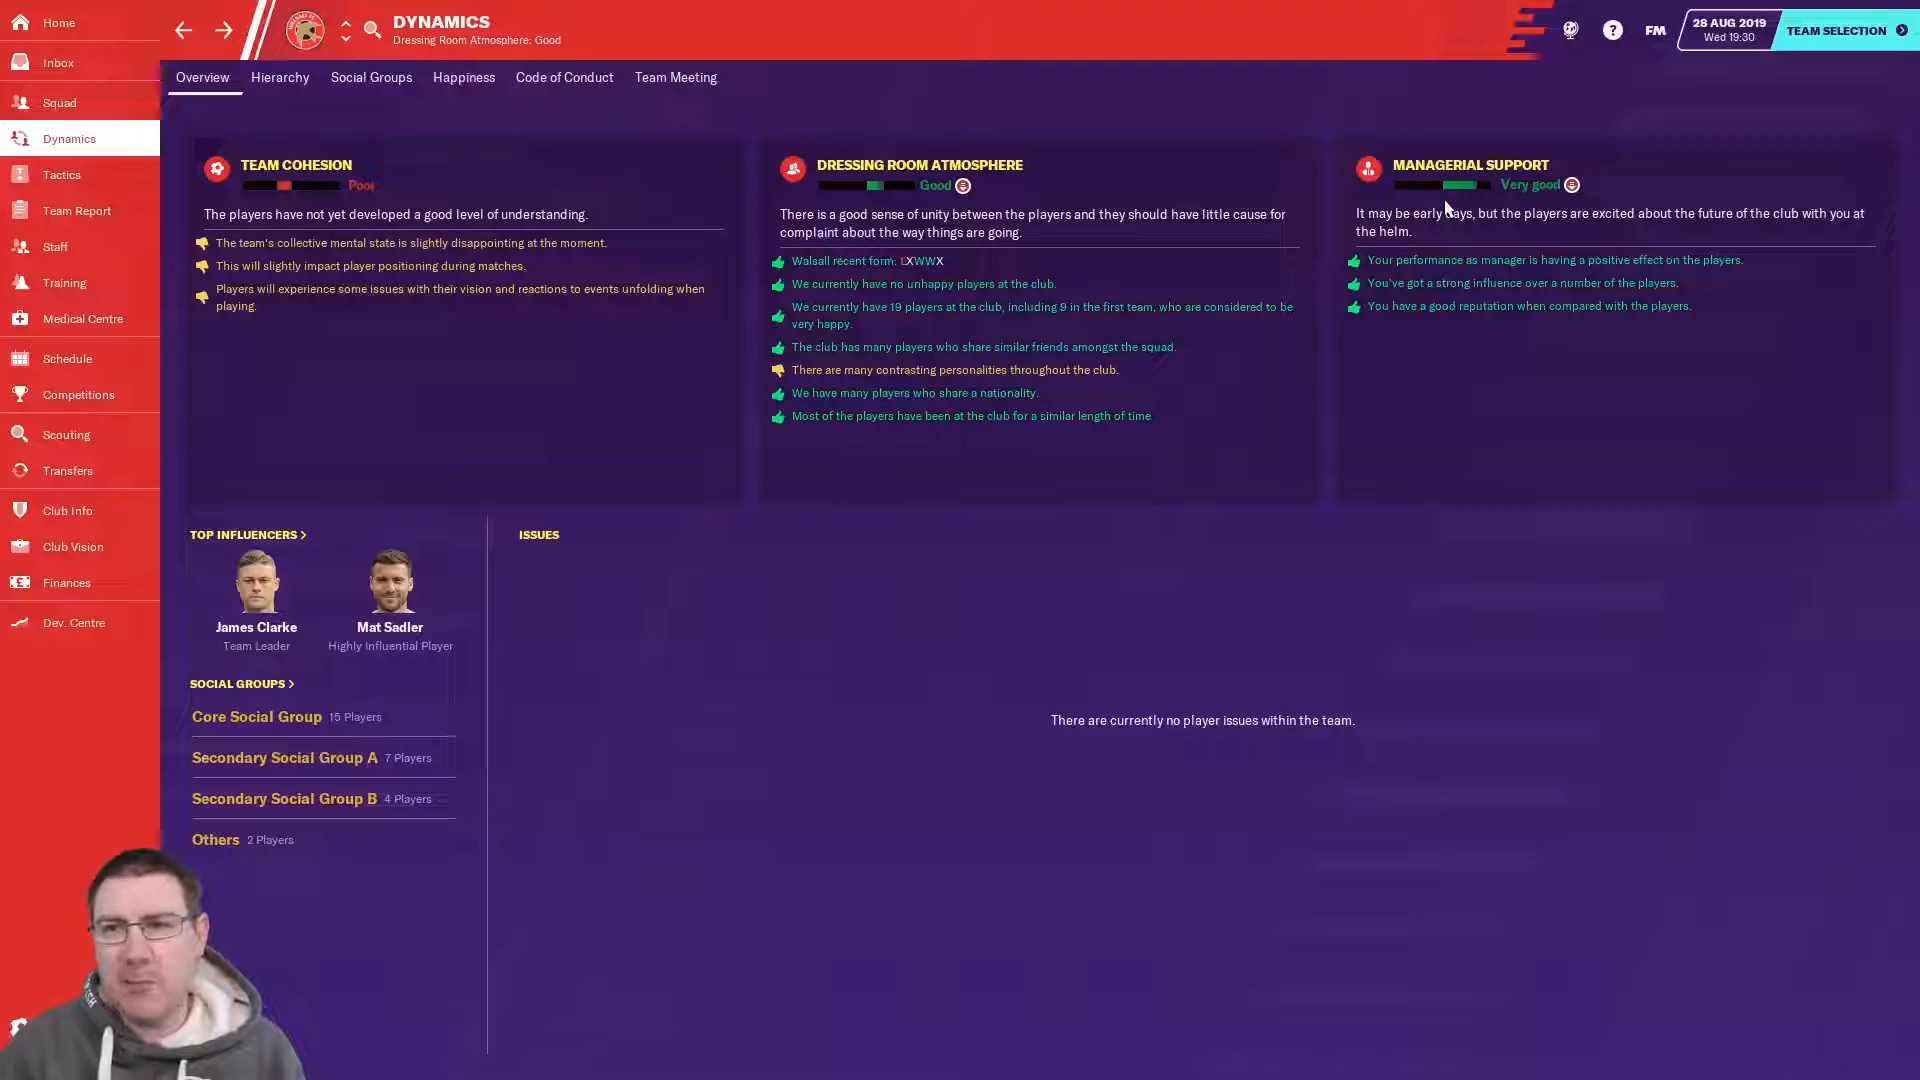 Home
Inbox
Squad
Dynamics
Tactics
Team Report
Staff
Training
Medical Centre
Schedule
Competitions
Scouting
Transfers
Club Info
Club Vision
Finances
Dev. Centre
DYNAMICS
Dressing Room Atmosphere: Good
FM
28 AUG 2019
Wed 19:30
TEAM SELECTION
Overview Hierarchy Social Groups Happiness Code of Conduct Team Meeting
TEAM COHESION
Poor
The players have not yet developed a good level of understanding.
The team's collective mental state is slightly disappointing at the moment.
This will slightly impact player positioning during matches.
Players will experience some issues with their vision and reactions to events unfolding when
playing.
DRESSING ROOM ATMOSPHERE
Good
There is a good sense of unity between the players and they should have little cause for
complaint about the way things are going.
Walsall recent form: LXWWX
We currently have no unhappy players at the club.
We currently have 19 players at the club, including 9 in the first team, who are considered to be
very happy.
The club has many players who share similar friends amongst the squad.
There are many contrasting personalities throughout the club.
We have many players who share a nationality.
Most of the players have been at the club for a similar length of time
MANAGERIAL SUPPORT
Very good
It may be early days, but the players are excited about the future of the club with you at
the helm.
Your performance as manager is having a positive effect on the players.
You've got a strong influence over a number of the players.
You have a good reputation when compared with the players.
TOP INFLUENCERS >
James Clarke
Team Leader
Mat Sadler
Highly Influential Player
SOCIAL GROUPS >
Core Social Group 15 Players
Secondary Social Group A 7 Players
Secondary Social Group B 4 Players
Others 2 Players
ISSUES
There are currently no player issues within the team.